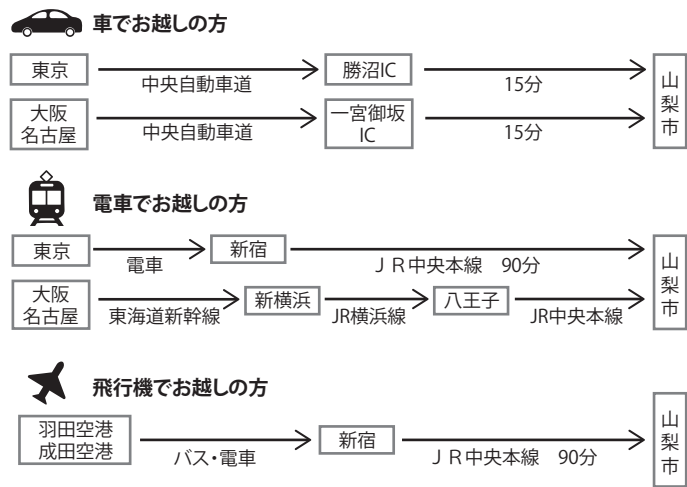 車でお越しの方
東京
中央自動車道
勝沼IC
15分
大阪
名古屋
中央自動車道
一宮御坂
IC
15分
山梨市
電車でお越しの方
東京
電車
新宿
ＪＲ中央本線　90分
大阪
名古屋
東海道新幹線
新横浜
JR横浜線
八王子
JR中央本線
山梨市
飛行機でお越しの方
羽田空港
成田空港
バス・電車
新宿
ＪＲ中央本線　90分
山梨市